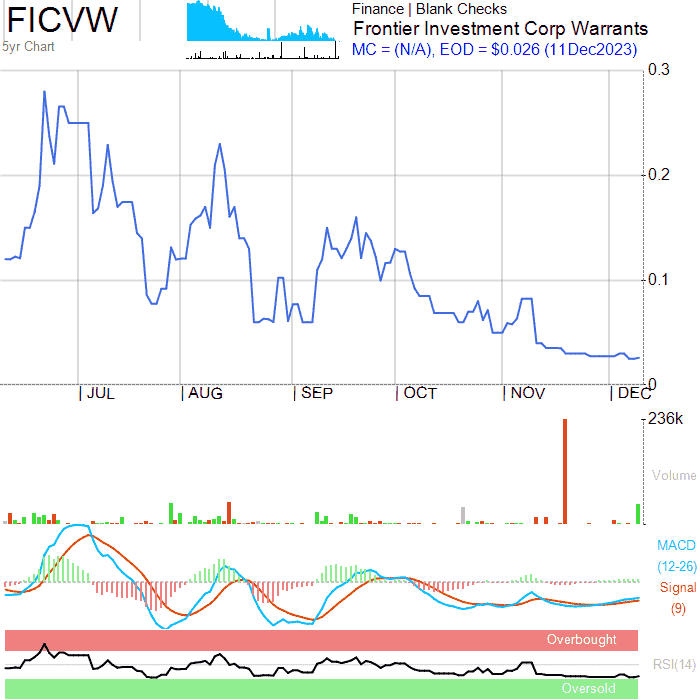 FICVW
5yr Chart
Finance | Blank Checks
Frontier Investment Corp Warrants
MC = (N/A), EOD = $0.026 (11Dec2023)
0.3
0.2
0.1
0
JUL AUG SEP OCT NOV DEC
236k
Volume
MACD
(12-26)
Signal
(9)
Overbought
RSI(14)
Oversold